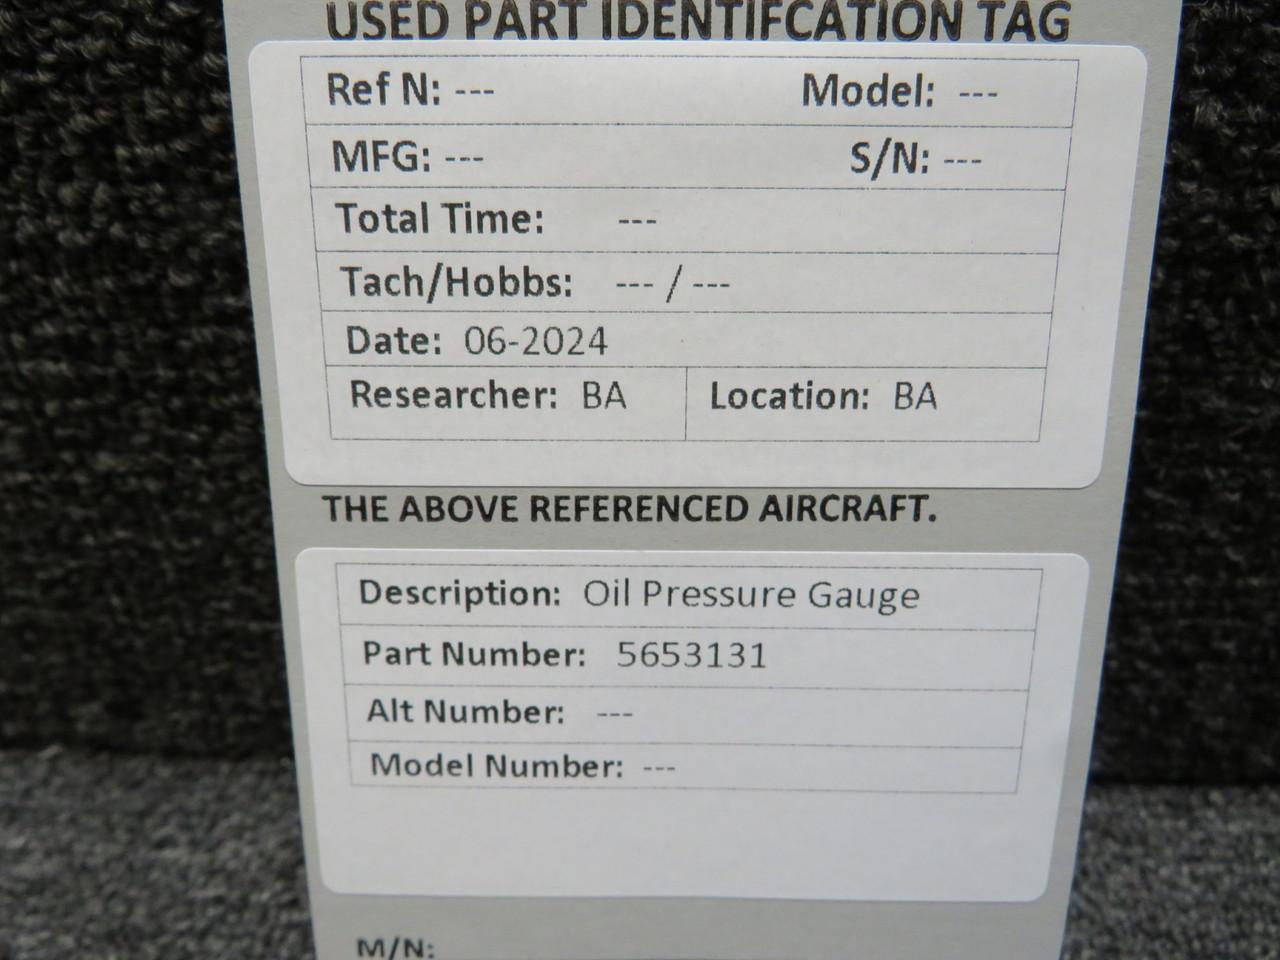 USED PART IDENTIFCATION TAG
Ref N: --- Model: ---
MFG: --- S/N: ---
Total Time: ---
Tach/Hobbs: --- / ---
Date: 06-2024
Researcher: BA Location: BA
THE ABOVE REFERENCED AIRCRAFT.
Description: Oil Pressure Gauge
Part Number: 5653131
Alt Number: ---
Model Number: ---
M/N: